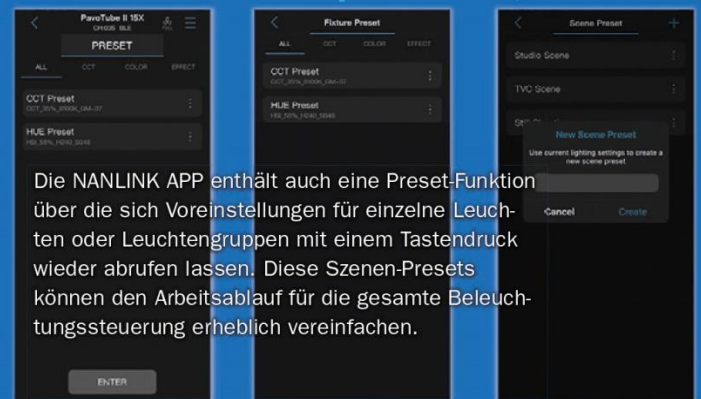 PavoTube II 15X
CH:035 BLE
PRESET
ALL CCT COLOR EFFECT
CCT Preset
HUE Preset
ENTER
Fixture Preset
ALL CCT COLOR EFFECT
CCT Preset
HUE Preset
Scene Preset
Studio Scene
TVC Scene
New Scene Preset
Use current lighting settings to create a
new scene preset
Cancel Create
Die NANLINK APP enthält auch eine Preset-Funktion
über die sich Voreinstellungen für einzelne Leuch-
ten oder Leuchtengruppen mit einem Tastendruck
wieder abrufen lassen. Diese Szenen-Presets
können den Arbeitsablauf für die gesamte Beleuch-
tungssteuerung erheblich vereinfachen.